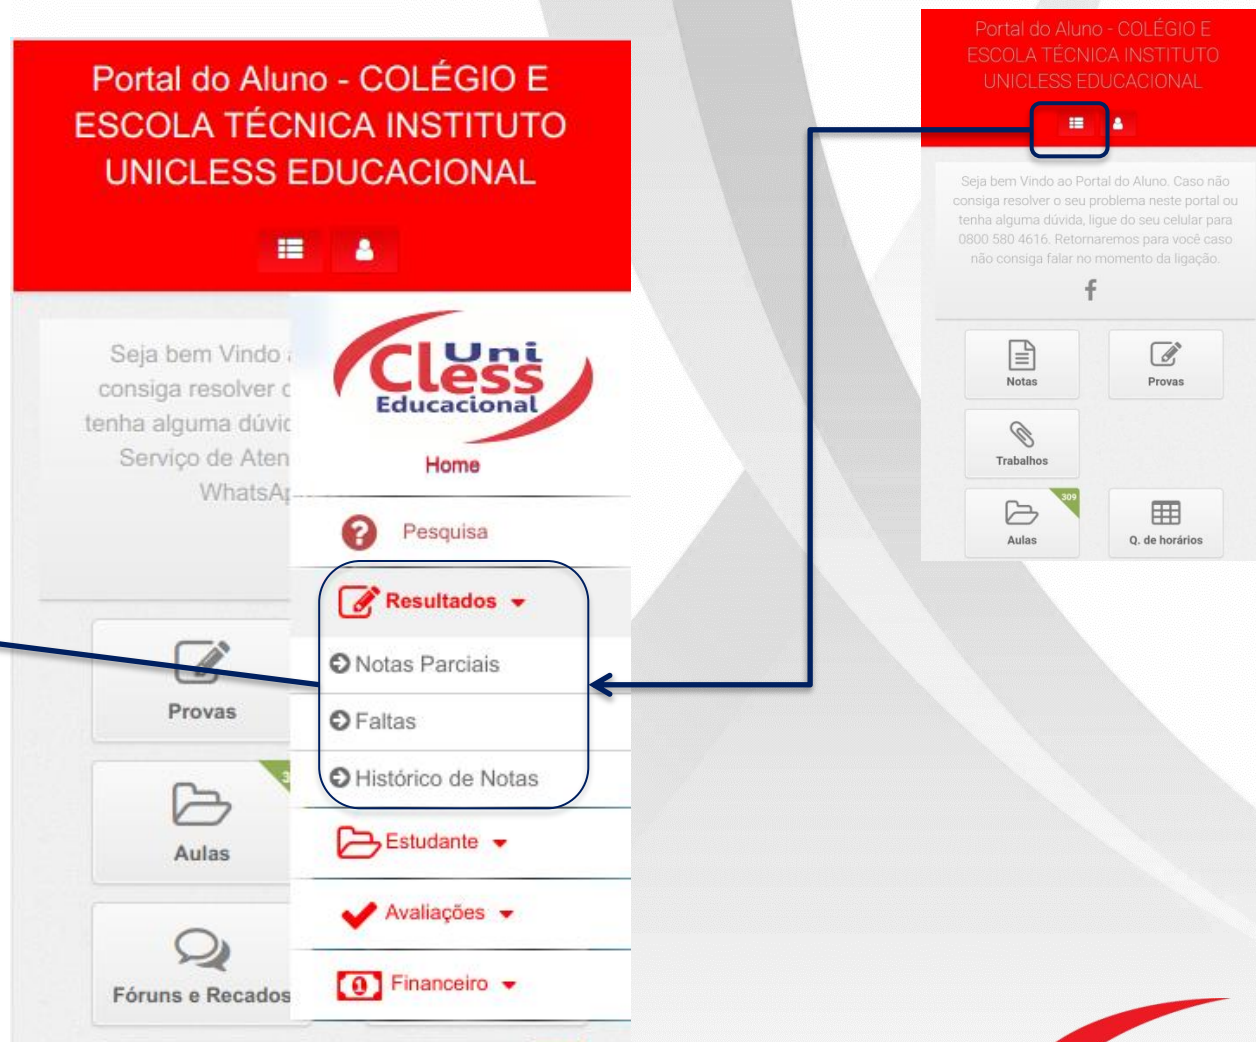 Portal do Aluno - COLÉGIO E
ESCOLA TÉCNICA INSTITUTO
UNICLESS EDUCACIONAL
Seja bem Vindo
consiga resolver
tenha alguma
Serviço de
Uni
Cless
Educacional
Home
Pesquisa
Resultados
Notas Parciais
Faltas
Histórico de Notas
Estudante
Avaliações
Financeiro
Provas
Aulas
Fóruns e Recados
Portal do Aluno - COLÉGIO E
ESCOLA TÉCNICA INSTITUTO
UNICLESS EDUCACIONAL
Seja bem Vindo ao Portal do Aluno. Caso não
consiga resolver o seu problema neste portal ou
tenha alguma dúvida, ligue do seu celular para
0800 580 4616. Retornaremos para você caso
não consiga falar no momento da ligação.
Notas
Provas
Trabalhos
309
Aulas
Q. de horários